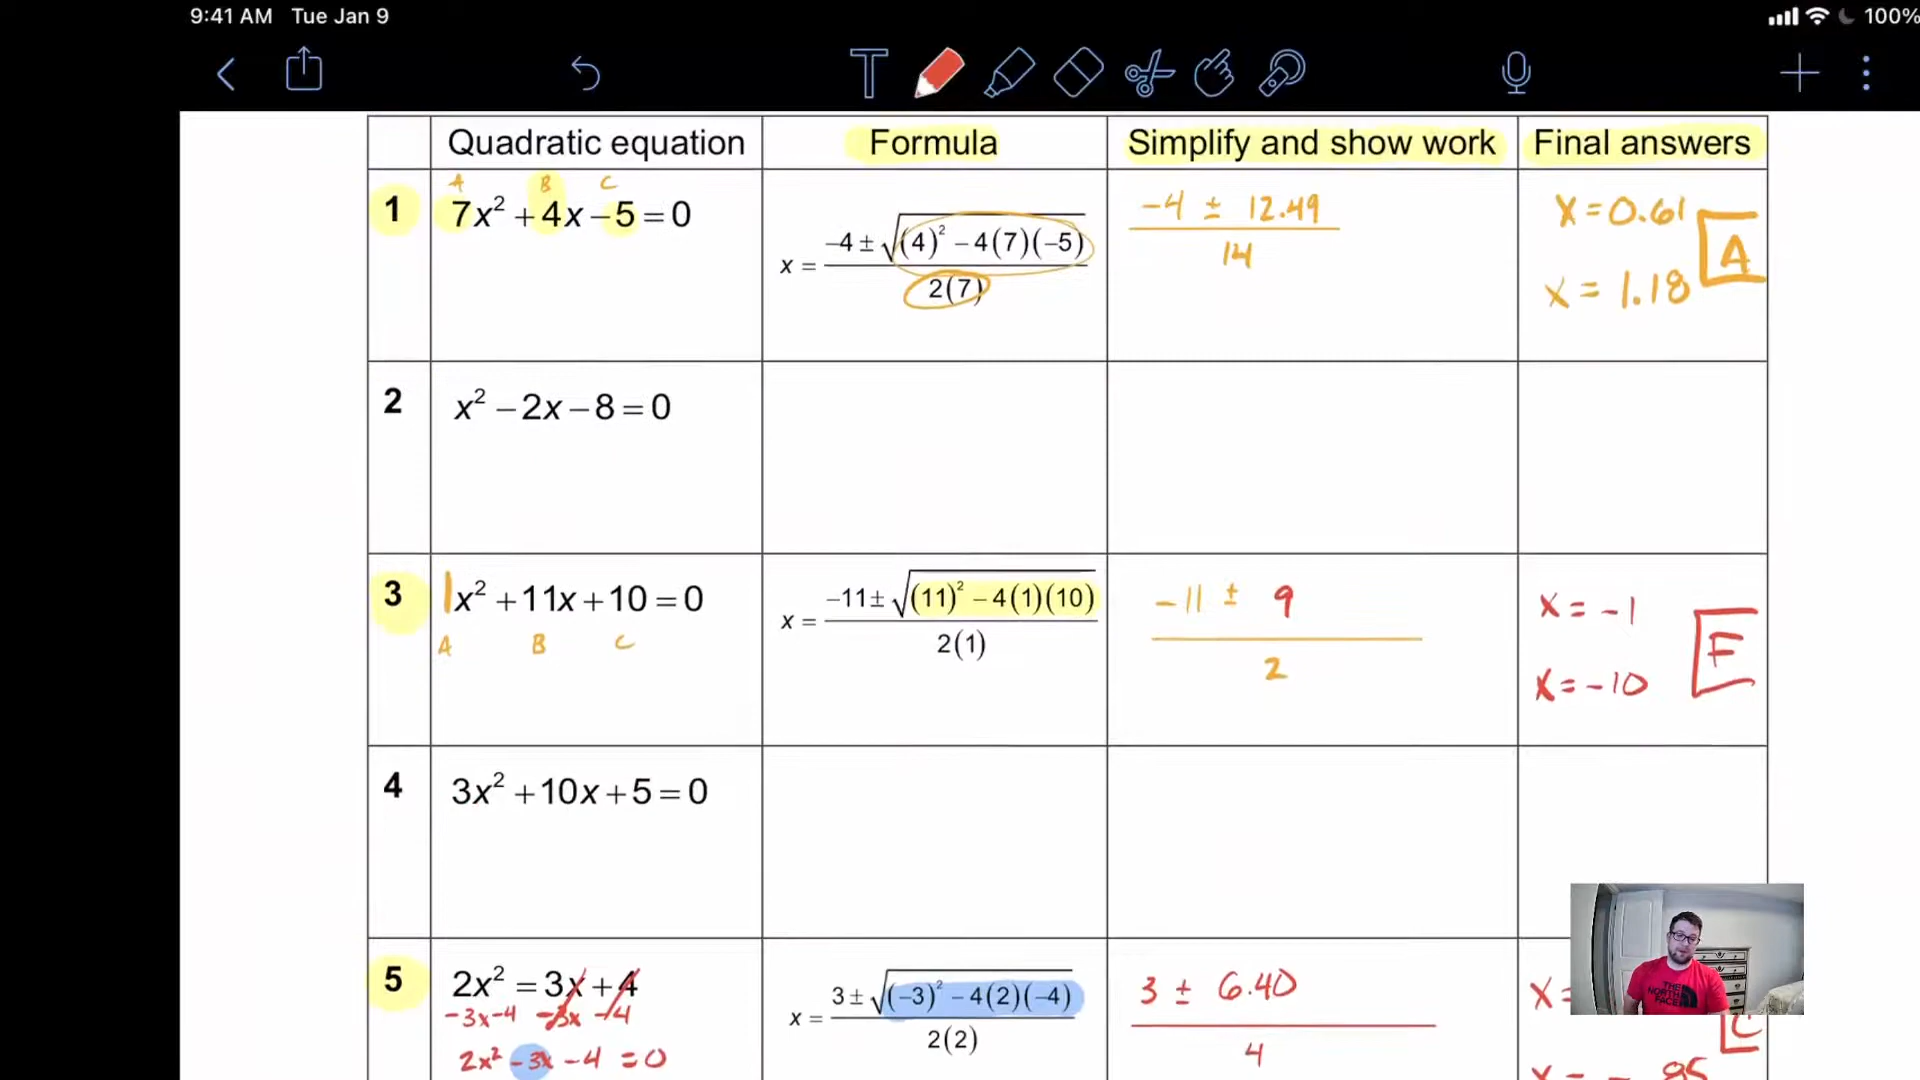 9:41 AM Tue Jan 9
100%
Quadratic equation Formula Simplify and show work Final answers
A B C
1 7x² + 4x − 5 = 0
x = −4 ± √(4)² − 4(7)(−5) / 2(7)
−4 ± 12.49 / 14
x = 0.61
x = 1.18
A
2 x² − 2x − 8 = 0
3 1x² + 11x + 10 = 0
A B C
x = −11 ± √(11)² − 4(1)(10) / 2(1)
−11 ± 9 / 2
x = −1
x = −10
F
4 3x² + 10x + 5 = 0
5 2x² = 3x + 4
−3x −4 −3x −4
2x² − 3x − 4 = 0
x = 3 ± √(−3)² − 4(2)(−4) / 2(2)
3 ± 6.40 / 4
x =
THE
NORTH
FACE